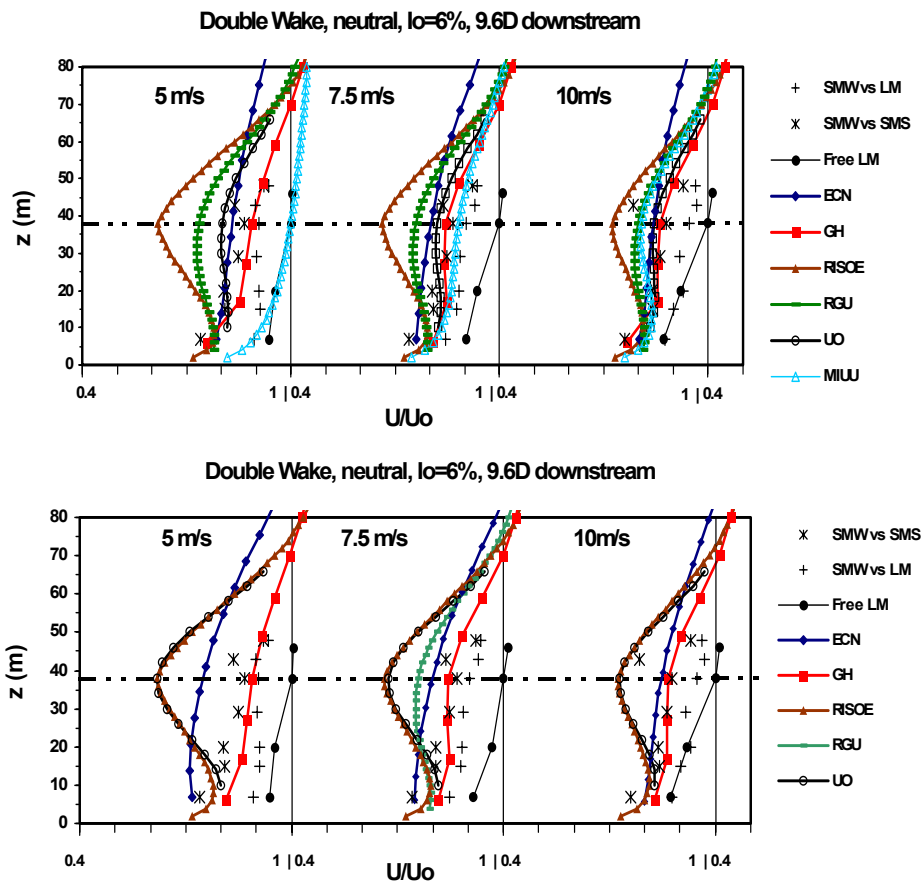 Double Wake, neutral, Io=6%, 9.6D downstream
80
70
60
50
40
30
20
10
0
z (m)
5 m/s
7.5 m/s
10m/s
0.4
1 | 0.4
1 | 0.4
1 | 0.4
U/Uo
SMW vs LM
SMW vs SMS
Free LM
ECN
GH
RISOE
RGU
UO
MIUU
Double Wake, neutral, Io=6%, 9.6D downstream
80
70
60
50
40
30
20
10
0
z (m)
5 m/s
7.5 m/s
10m/s
0.4
1 | 0.4
1 | 0.4
1 | 0.4
U/Uo
SMW vs SMS
SMW vs LM
Free LM
ECN
GH
RISOE
RGU
UO